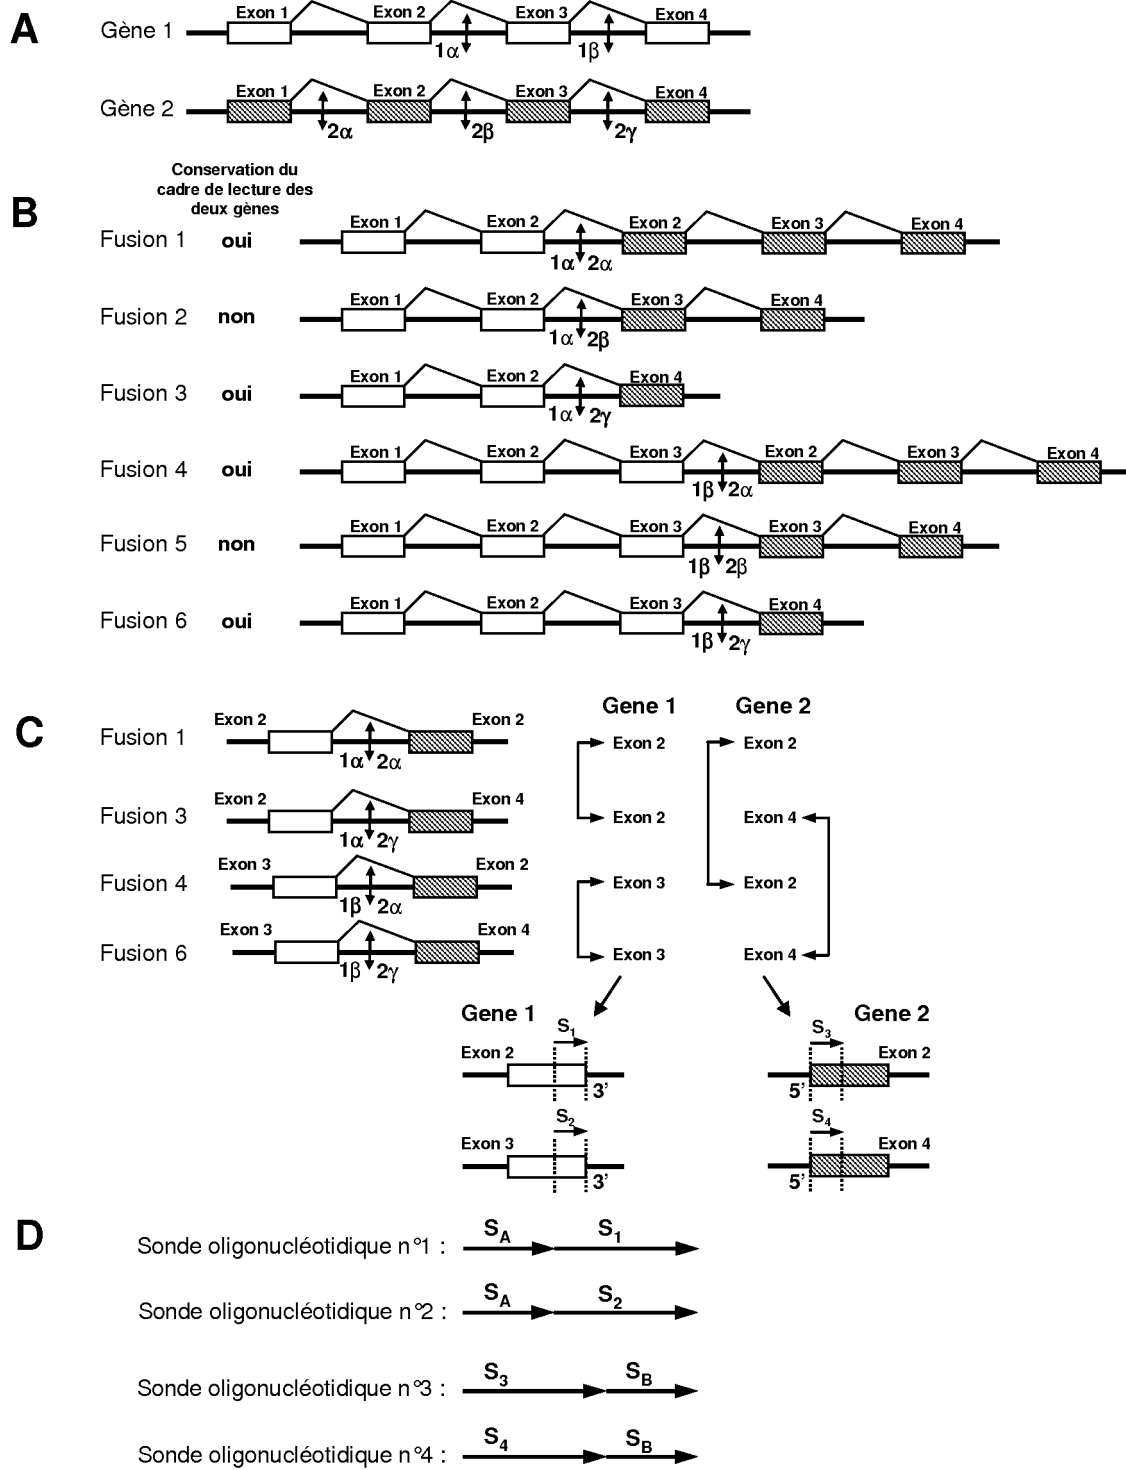 A
Gène 1
Exon 1 Exon 2 Exon 3 Exon 4
1α 1β
Gène 2
Exon 1 Exon 2 Exon 3 Exon 4
2α 2β 2γ
Conservation du
cadre de lecture des
deux gènes
B
Fusion 1 oui
Exon 1 Exon 2 Exon 2 Exon 3 Exon 4
1α 2α
Fusion 2 non
Exon 1 Exon 2 Exon 3 Exon 4
1α 2β
Fusion 3 oui
Exon 1 Exon 2 Exon 4
1α 2γ
Fusion 4 oui
Exon 1 Exon 2 Exon 3 Exon 2 Exon 3 Exon 4
1β 2α
Fusion 5 non
Exon 1 Exon 2 Exon 3 Exon 3 Exon 4
1β 2β
Fusion 6 oui
Exon 1 Exon 2 Exon 3 Exon 4
1β 2γ
C
Gene 1 Gene 2
Fusion 1 Exon 2 Exon 2 Exon 2 Exon 2
1α 2α
Fusion 3 Exon 2 Exon 4 Exon 2 Exon 4
1α 2γ
Fusion 4 Exon 3 Exon 2 Exon 3 Exon 2
1β 2α
Fusion 6 Exon 3 Exon 4 Exon 3 Exon 4
1β 2γ
Gene 1 Gene 2
S1 S3
Exon 2 Exon 2
3’ 5’
S2 S4
Exon 3 Exon 4
3’ 5’
D
Sonde oligonucléotidique n°1 : SA S1
Sonde oligonucléotidique n°2 : SA S2
Sonde oligonucléotidique n°3 : S3 SB
Sonde oligonucléotidique n°4 : S4 SB